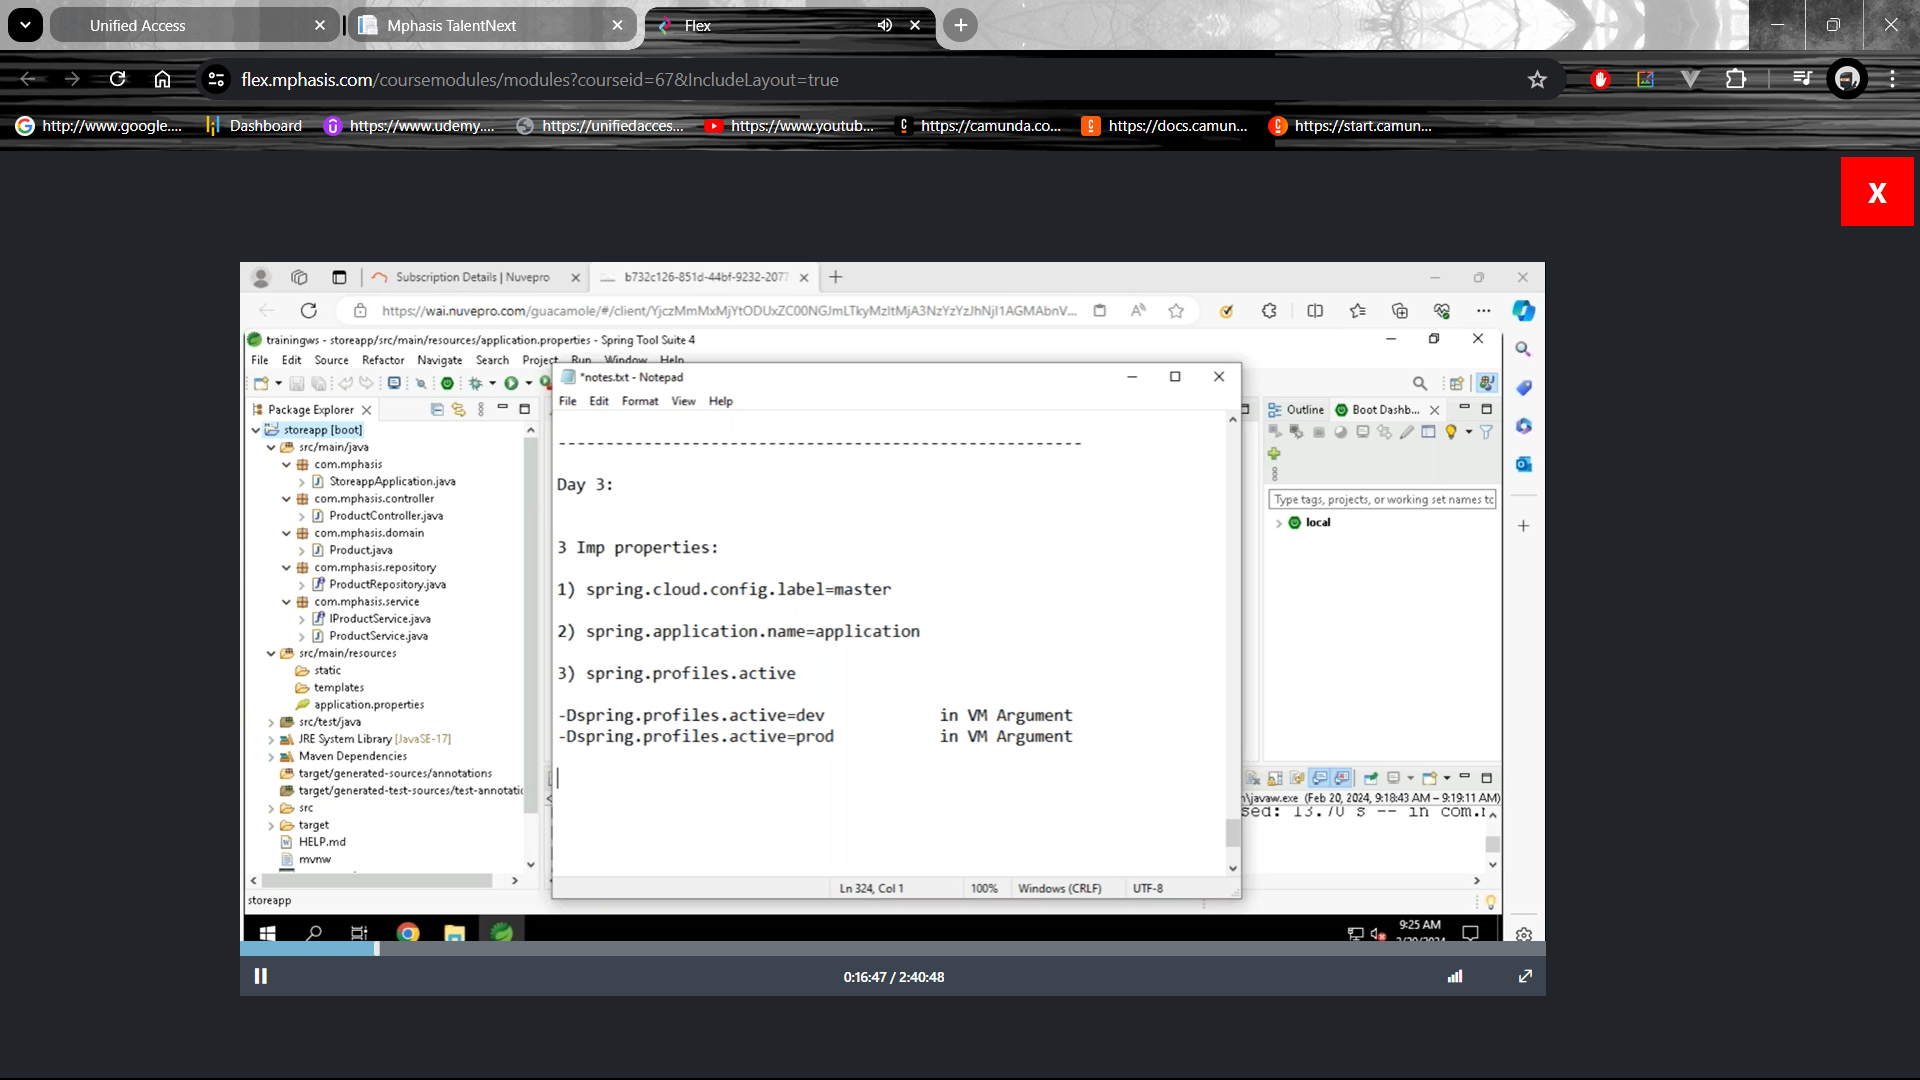 Unified Access
Mphasis TalentNext
Flex
flex.mphasis.com/coursemodules/modules?courseid=67&IncludeLayout=true
http://www.google....
Dashboard
https://www.udemy....
https://unifiedacces...
https://www.youtub...
https://camunda.co...
https://docs.camun...
https://start.camun...
X
Subscription Details | Nuvepro
b732c126-851d-44bf-9232-2077
trainingws - storeapp/src/main/resources/application.properties - Spring Tool Suite 4
File Edit Source Refactor Navigate Search Project Run Window Help
*notes.txt - Notepad
File Edit Format View Help
Package Explorer
storeapp [boot]
src/main/java
com.mphasis
StoreappApplication.java
com.mphasis.controller
ProductController.java
com.mphasis.domain
Product.java
com.mphasis.repository
ProductRepository.java
com.mphasis.service
IProductService.java
ProductService.java
src/main/resources
static
templates
application.properties
src/test/java
JRE System Library [JavaSE-17]
Maven Dependencies
target/generated-sources/annotations
target/generated-test-sources/test-annotatic
src
target
HELP.md
mvnw
storeapp
-------------------------------------------------------
Day 3:
3 Imp properties:
1) spring.cloud.config.label=master
2) spring.application.name=application
3) spring.profiles.active
-Dspring.profiles.active=dev in VM Argument
-Dspring.profiles.active=prod in VM Argument
Ln 324, Col 1
100%
Windows (CRLF)
UTF-8
Outline
Boot Dashb...
Type tags, projects, or working set names tc
local
\javaw.exe (Feb 20, 2024, 9:18:43 AM – 9:19:11 AM)
sed: 13.70 s -- in com.
9:25 AM
0:16:47 / 2:40:48